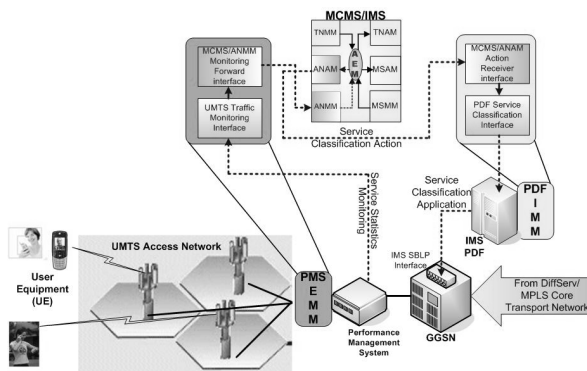 MCMS/IMS
TNMM
TNAM
ANAM
MSAM
ANMM
MSMM
A
E
M
MCMS/ANMM
Monitoring
Forward
interface
UMTS Traffic
Monitoring
Interface
Service
Classification Action
MCMS/ANAM
Action
Receiver
interface
PDF Service
Classification
Interface
Service Statistics
Monitoring
Service
Classification
Application
PDF
I
M
M
IMS
PDF
UMTS Access Network
User
Equipment
(UE)
PMS
E
M
M
IMS SBLP
Interface
Performance
Management
System
GGSN
From DiffServ/
MPLS Core
Transport Network